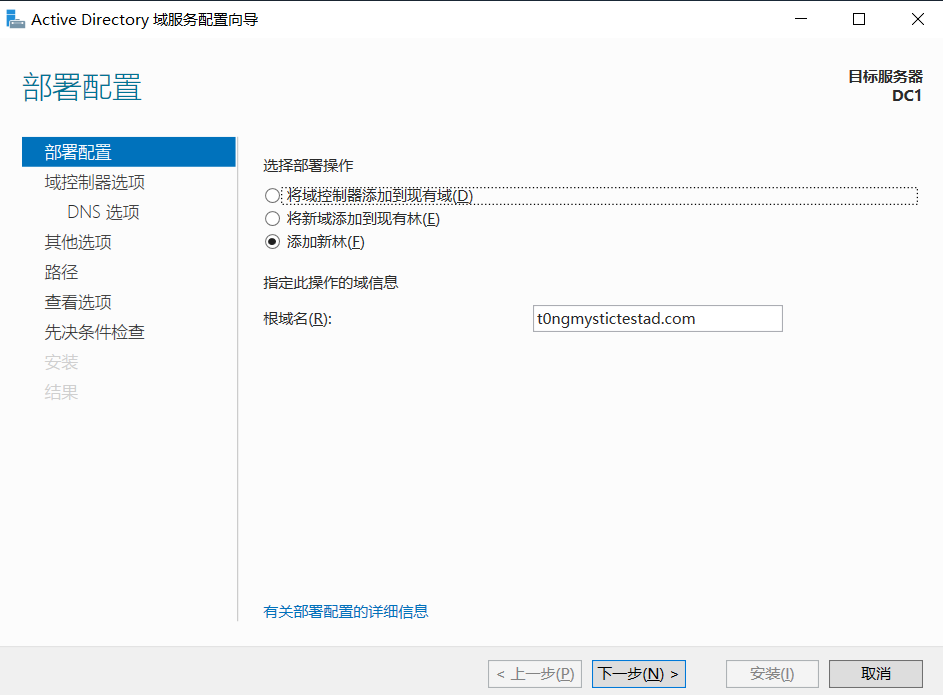 Active Directory 域服务配置向导
部署配置
目标服务器
DC1
部署配置
域控制器选项
DNS 选项
其他选项
路径
查看选项
先决条件检查
安装
结果
选择部署操作
将域控制器添加到现有域(D)
将新域添加到现有林(E)
添加新林(F)
指定此操作的域信息
根域名(R):
t0ngmystictestad.com
有关部署配置的详细信息
< 上一步(P)
下一步(N) >
安装(I)
取消